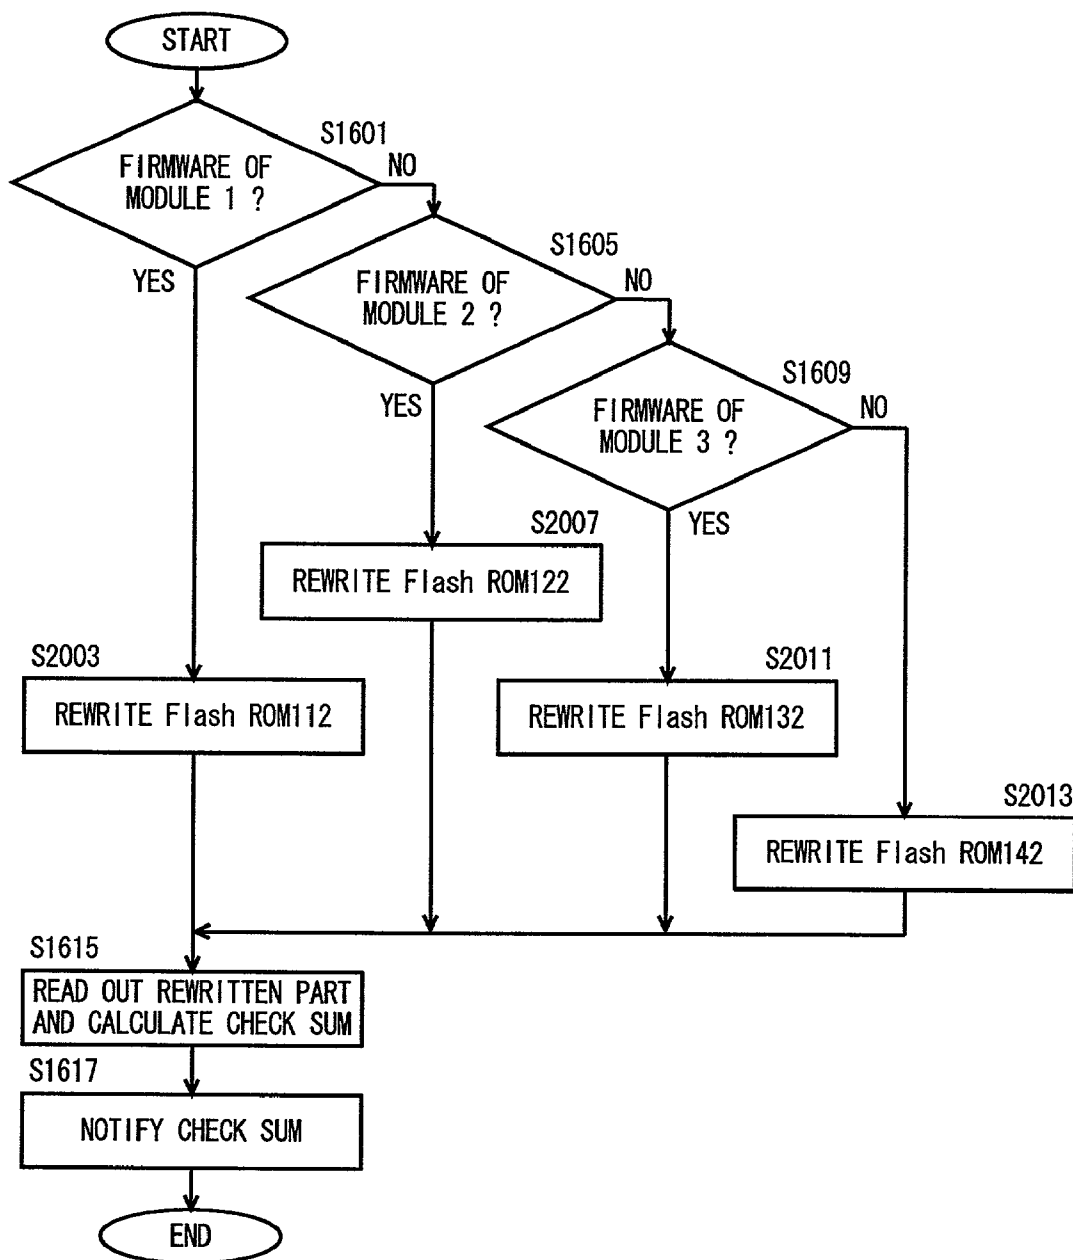 START
S1601
FIRMWARE OF
MODULE 1 ?
NO
YES
S1605
FIRMWARE OF
MODULE 2 ?
NO
YES
S1609
FIRMWARE OF
MODULE 3 ?
NO
YES
S2007
REWRITE Flash ROM122
S2003
REWRITE Flash ROM112
S2011
REWRITE Flash ROM132
S2013
REWRITE Flash ROM142
S1615
READ OUT REWRITTEN PART
AND CALCULATE CHECK SUM
S1617
NOTIFY CHECK SUM
END